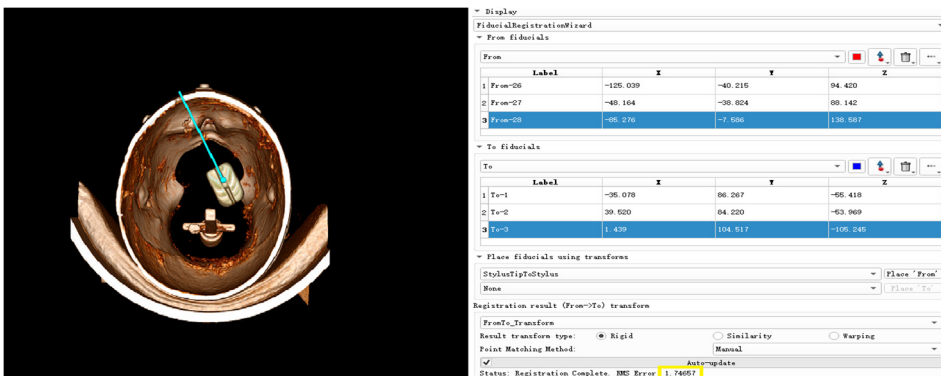 Display
FiducialRegistrationWizard
From fiducials
From
Label X Y Z
1 From-26 -125.039 -40.215 94.420
2 From-27 -48.164 -38.824 88.142
3 From-28 -85.276 -7.586 138.587
To fiducials
To
Label X Y Z
1 To-1 -35.078 86.267 -55.418
2 To-2 39.520 84.220 -53.969
3 To-3 1.439 104.517 -105.245
Place fiducials using transforms
StylusTipToStylus Place 'From'
None Place 'To'
Registration result (From->To) transform
FromTo_Transform
Result transform type: Rigid Similarity Warping
Point Matching Method: Manual
Auto-update
Status: Registration Complete. RMS Error 1.74657